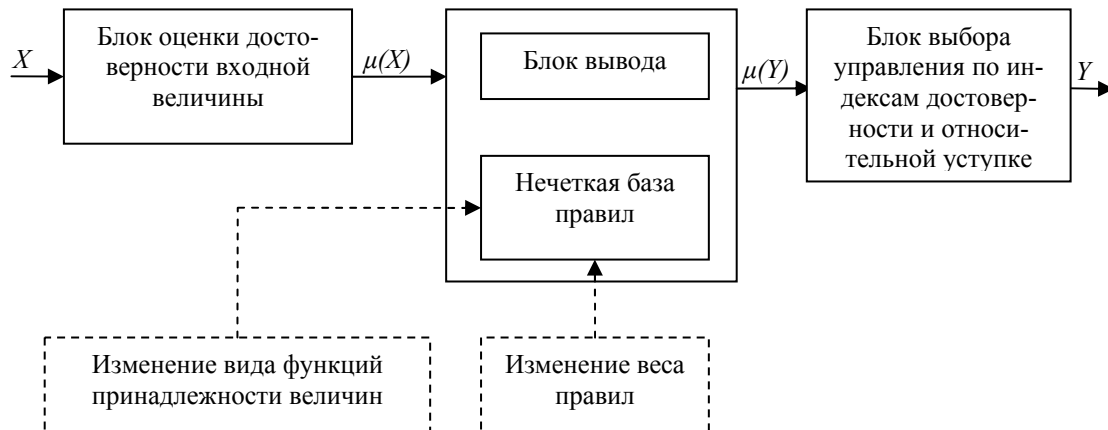 X
Блок оценки досто-
верности входной
величины
μ(X)
Блок вывода
Нечеткая база
правил
μ(Y)
Блок выбора
управления по ин-
дексам достовер-
ности и относи-
тельной уступке
Y
Изменение вида функций
принадлежности величин
Изменение веса
правил